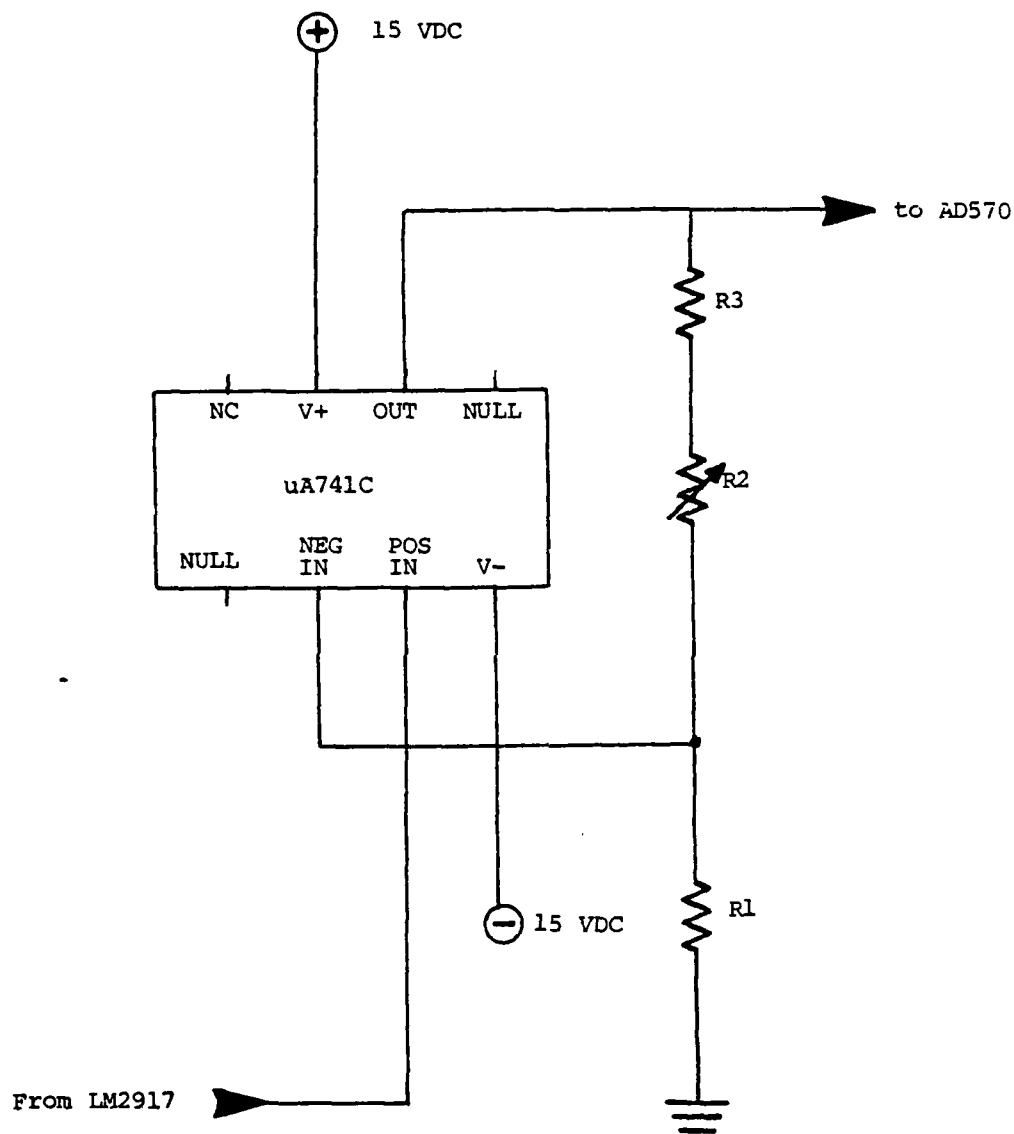 + 15 VDC
to AD570
R3
NC V+ OUT NULL
R2
uA741C
NEG POS
NULL IN IN V-
R1
- 15 VDC
From LM2917